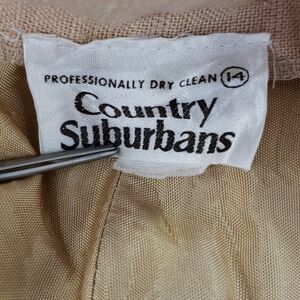 PROFESSIONALLY DRY CLEAN 14
Country
Suburbans